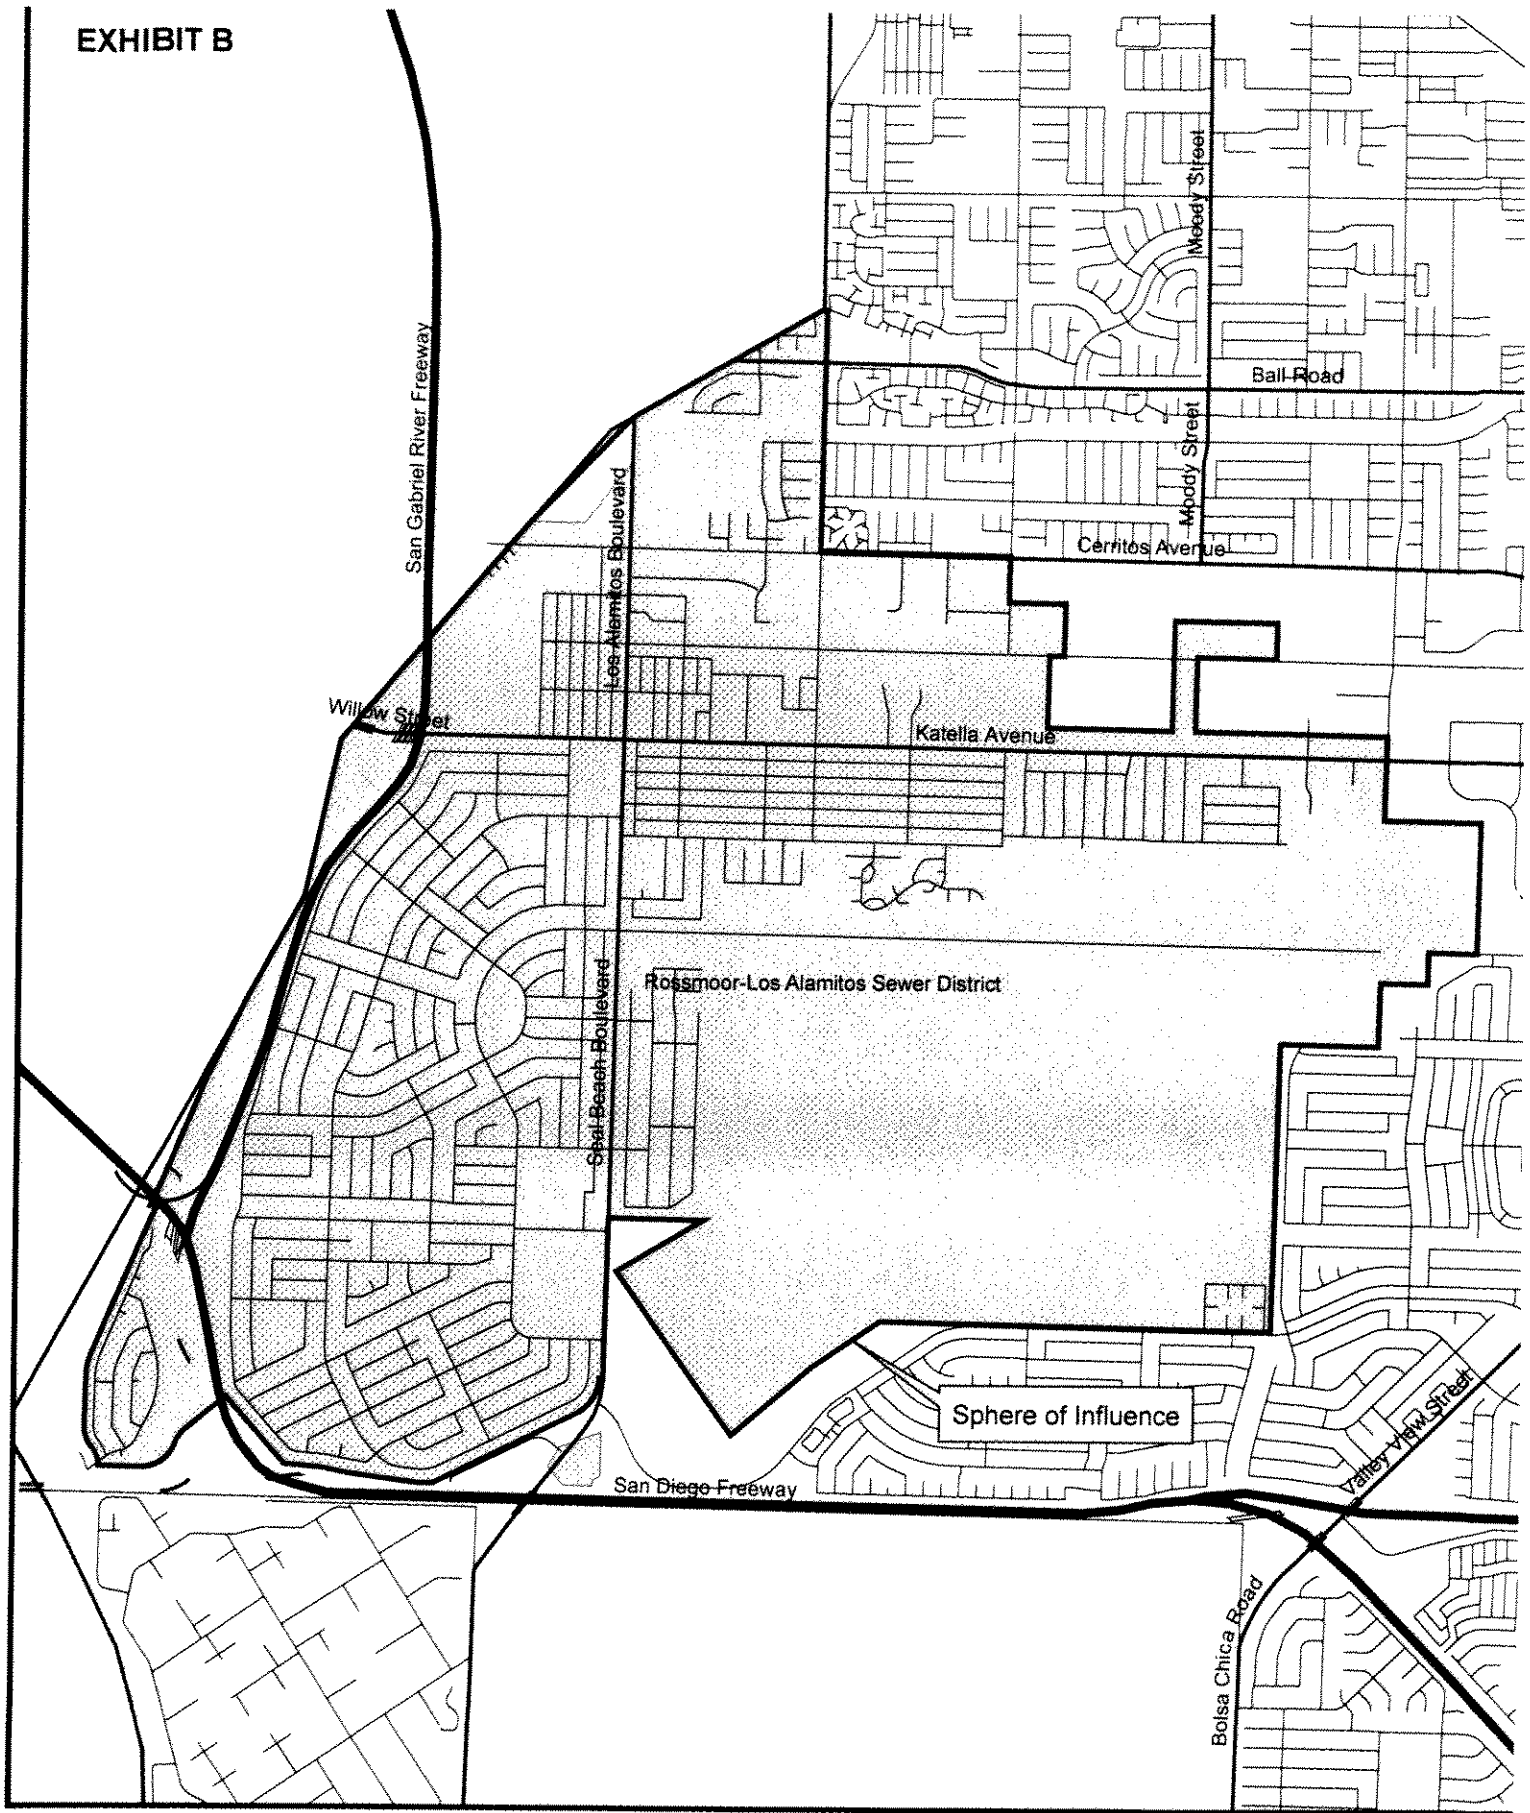 EXHIBIT B
Moody Street
San Gabriel River Freeway
Ball Road
Moody Street
Los Alamitos Boulevard
Cerritos Avenue
Willow Street
Katella Avenue
Rossmoor-Los Alamitos Sewer District
Seal Beach Boulevard
Sphere of Influence
Valley View Street
San Diego Freeway
Bolsa Chica Road